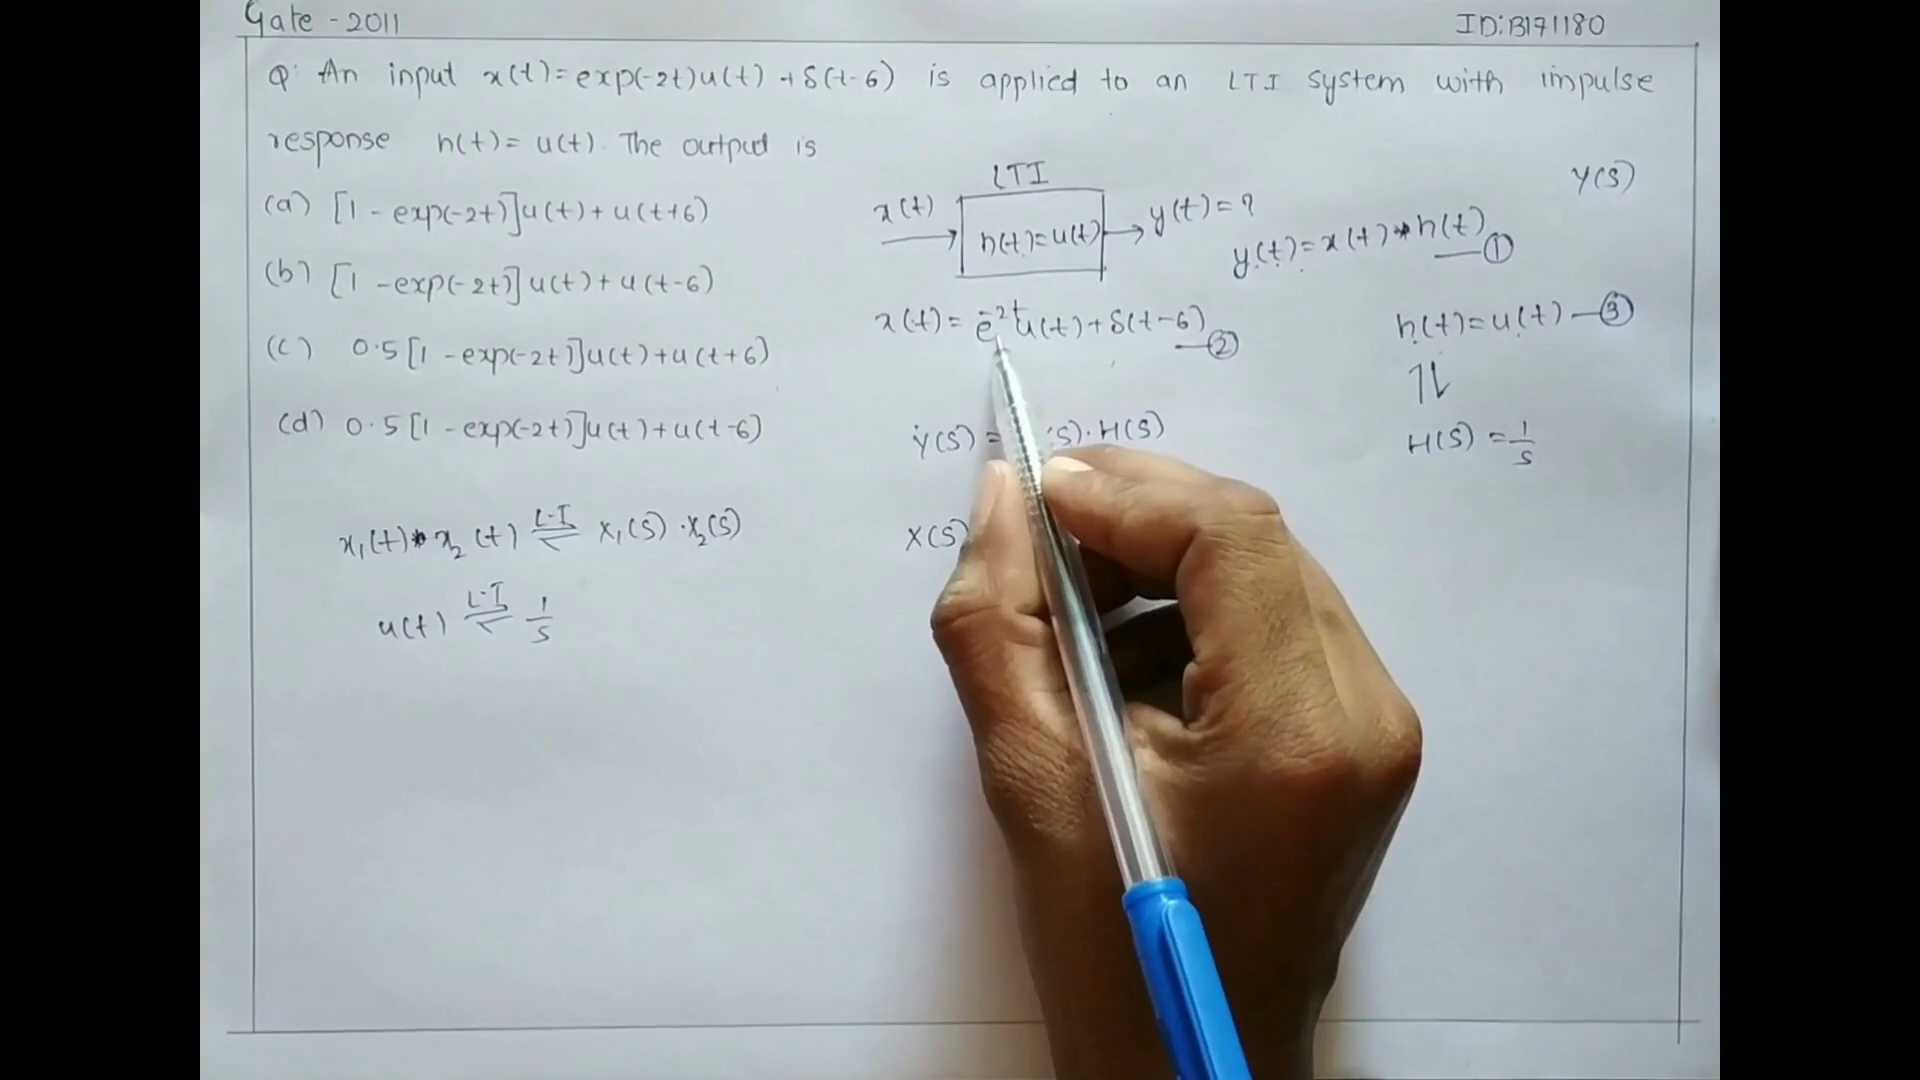 Gate - 2011
ID:B171180
Q: An input x(t)=exp(-2t)u(t) + δ(t-6) is applied to an LTI system with impulse
response h(t)= u(t). The output is
(a) [1 - exp(-2t)]u(t) + u(t+6)
(b) [1 - exp(-2t)]u(t) + u(t-6)
(c) 0.5[1 - exp(-2t)]u(t)+u(t+6)
(d) 0.5[1 - exp(-2t)]u(t)+u(t-6)
x₁(t)*x₂(t) L.T ⇌ X₁(S).X₂(S)
u(t) L.T ⇌ 1/s
LTI
x(t) → h(t)=u(t) → y(t)=?
Y(S)
y(t)=x(t)*h(t) —①
x(t)= e^-2t u(t)+δ(t-6) —②
h(t)=u(t) —③
Y(S) = (S).H(S)
H(S) = 1/s
X(S)